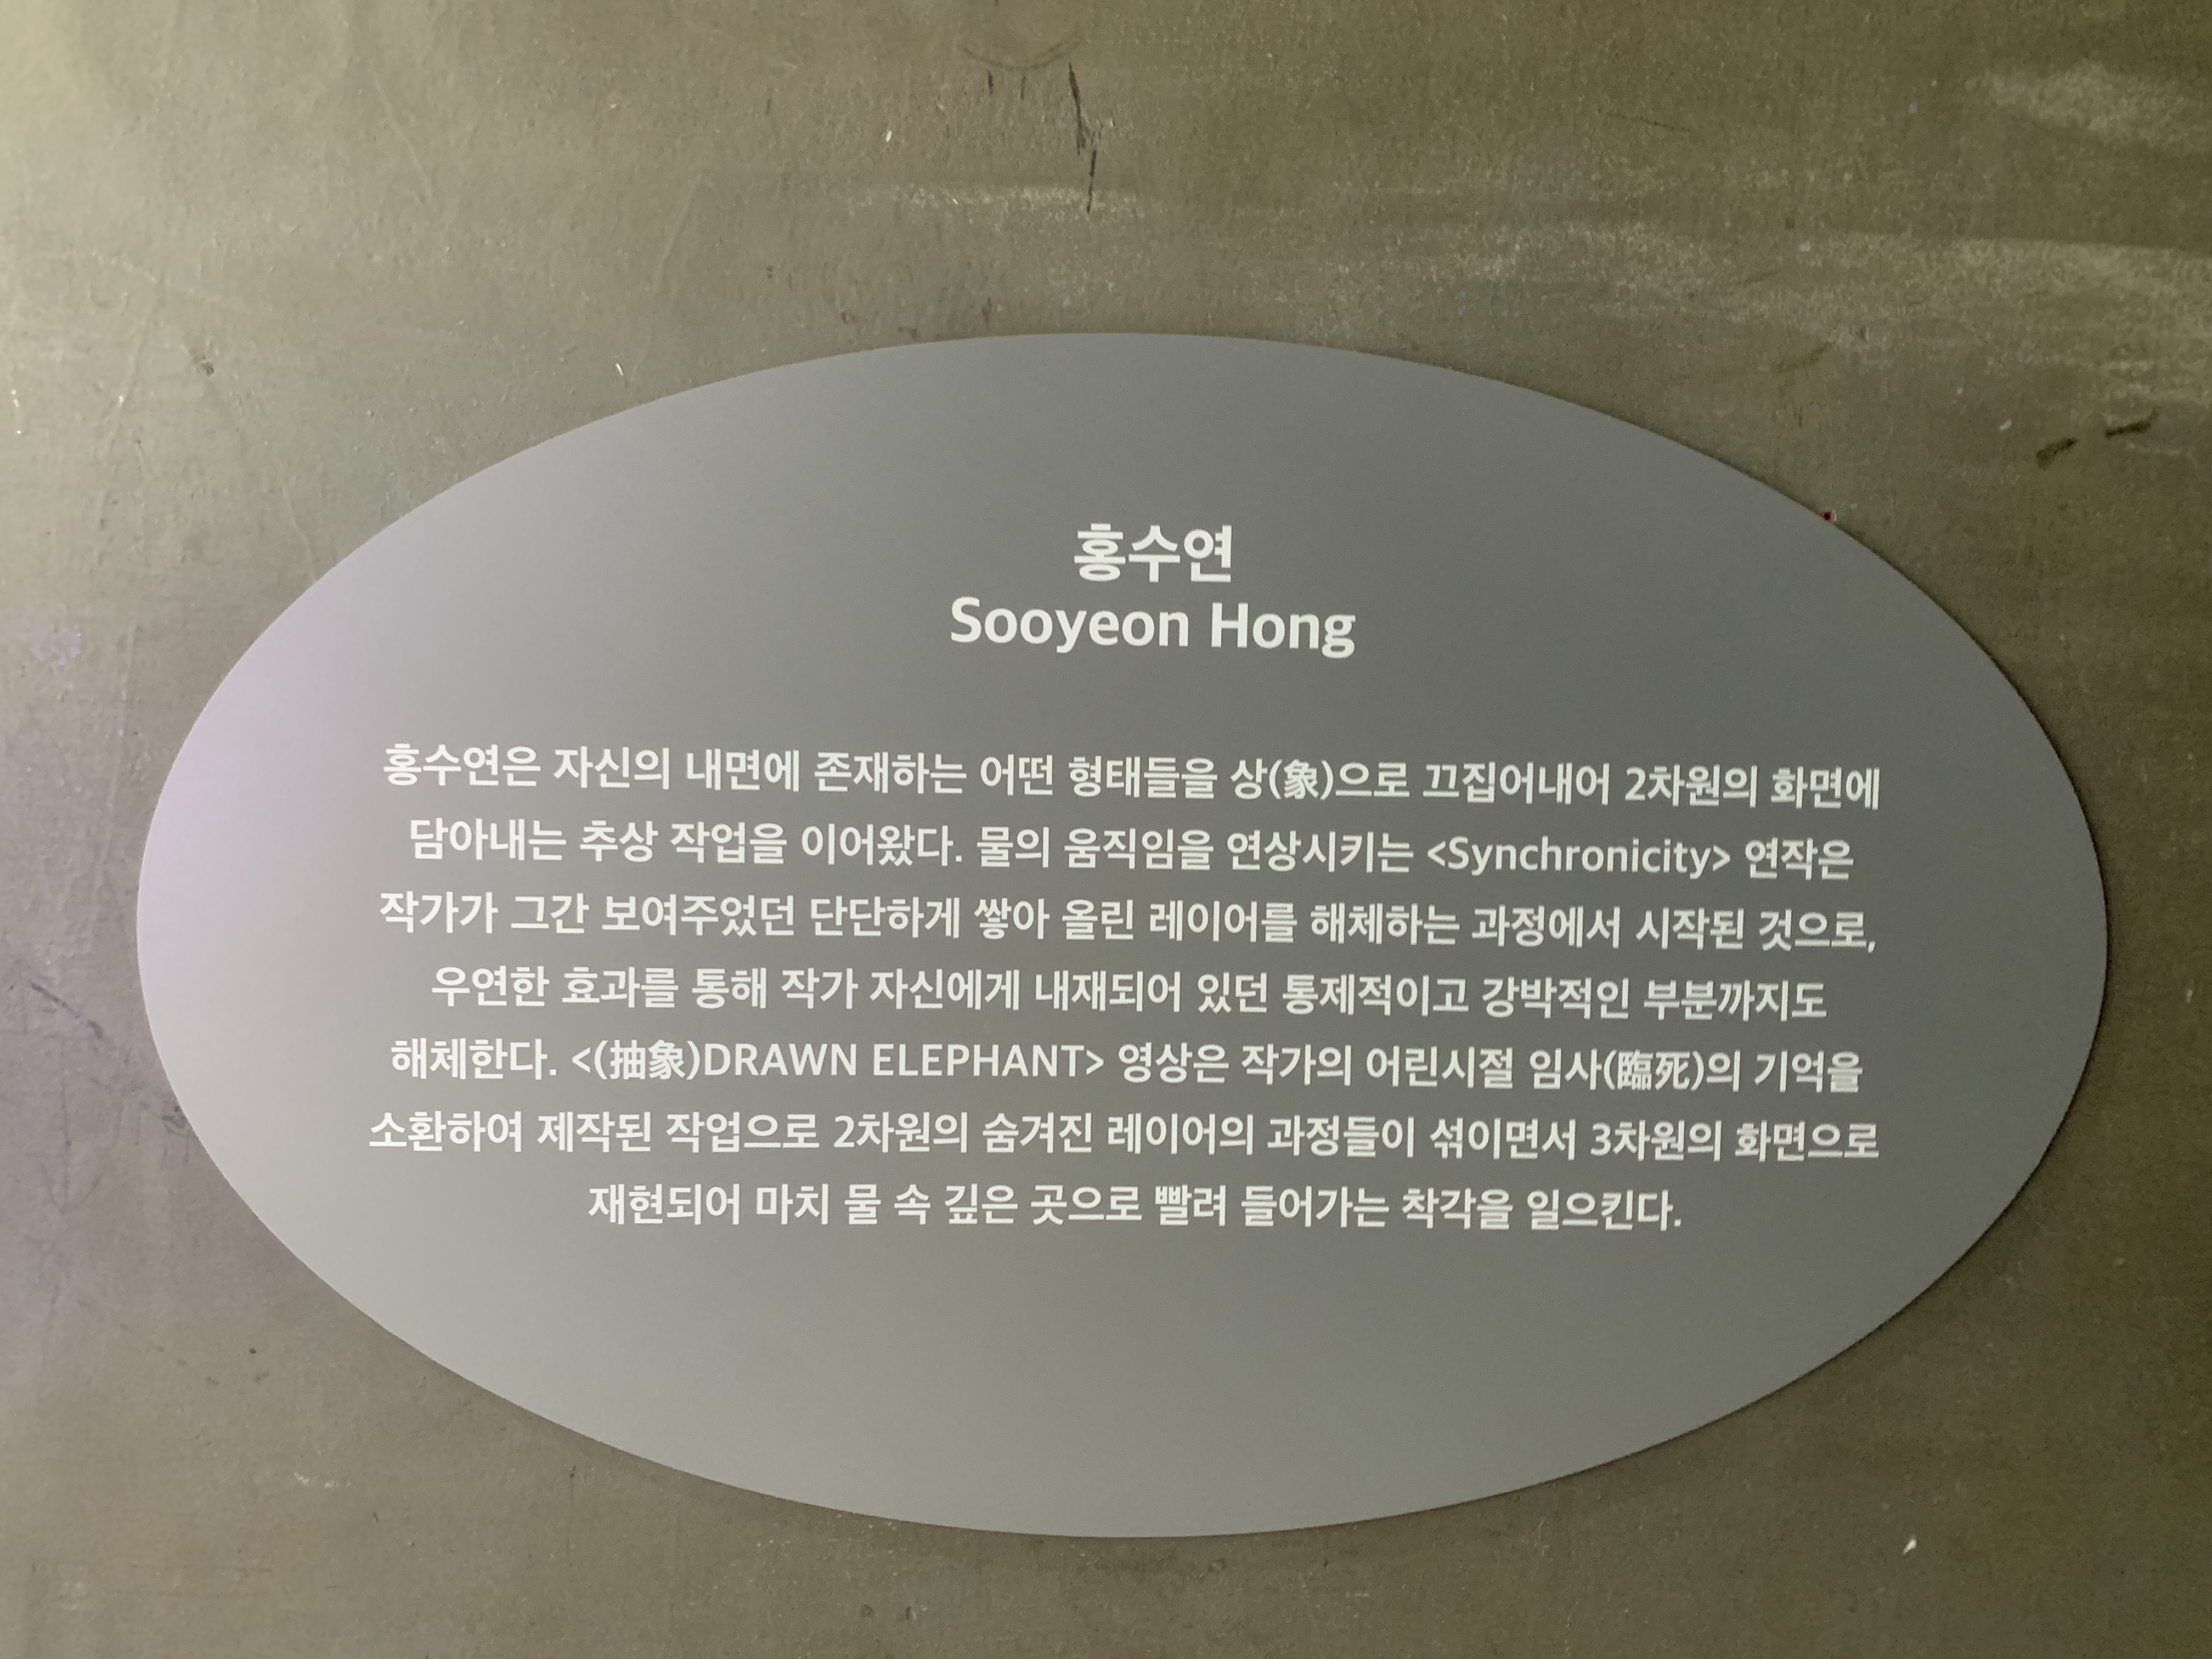 홍수연
Sooyeon Hong
홍수연은 자신의 내면에 존재하는 어떤 형태들을 상(象)으로 끄집어내어 2차원의 화면에
담아내는 추상 작업을 이어왔다. 물의 움직임을 연상시키는 <Synchronicity> 연작은
작가가 그간 보여주었던 단단하게 쌓아 올린 레이어를 해체하는 과정에서 시작된 것으로,
우연한 효과를 통해 작가 자신에게 내재되어 있던 통제적이고 강박적인 부분까지도
해체한다. <(抽象)DRAWN ELEPHANT> 영상은 작가의 어린시절 임사(臨死)의 기억을
소환하여 제작된 작업으로 2차원의 숨겨진 레이어의 과정들이 섞이면서 3차원의 화면으로
재현되어 마치 물 속 깊은 곳으로 빨려 들어가는 착각을 일으킨다.